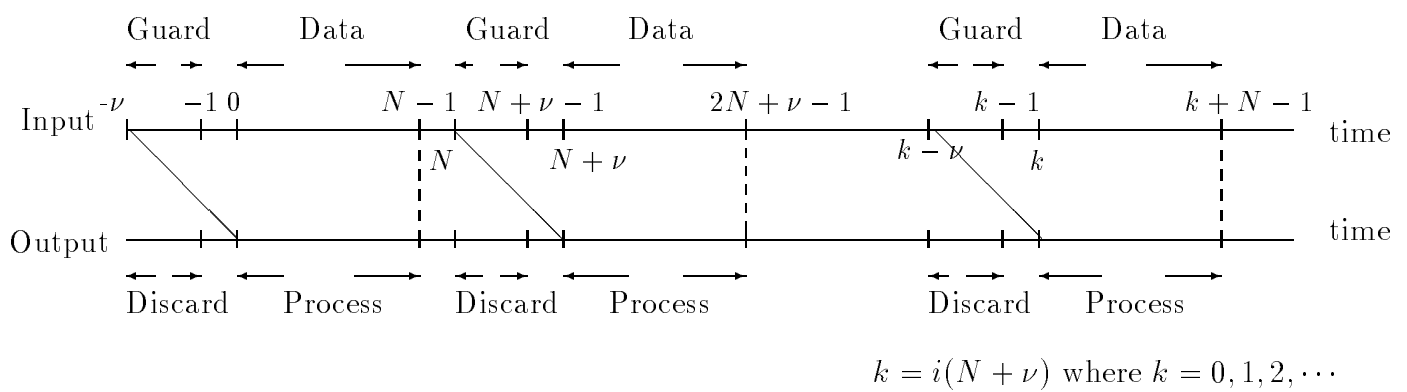 Guard Data Guard Data Guard Data
Input -ν −1 0 N − 1 N + ν − 1 2N + ν − 1 k − 1 k + N − 1 time
N N + ν k − ν k
Output time
Discard Process Discard Process Discard Process
k = i(N + ν) where k = 0, 1, 2, ···